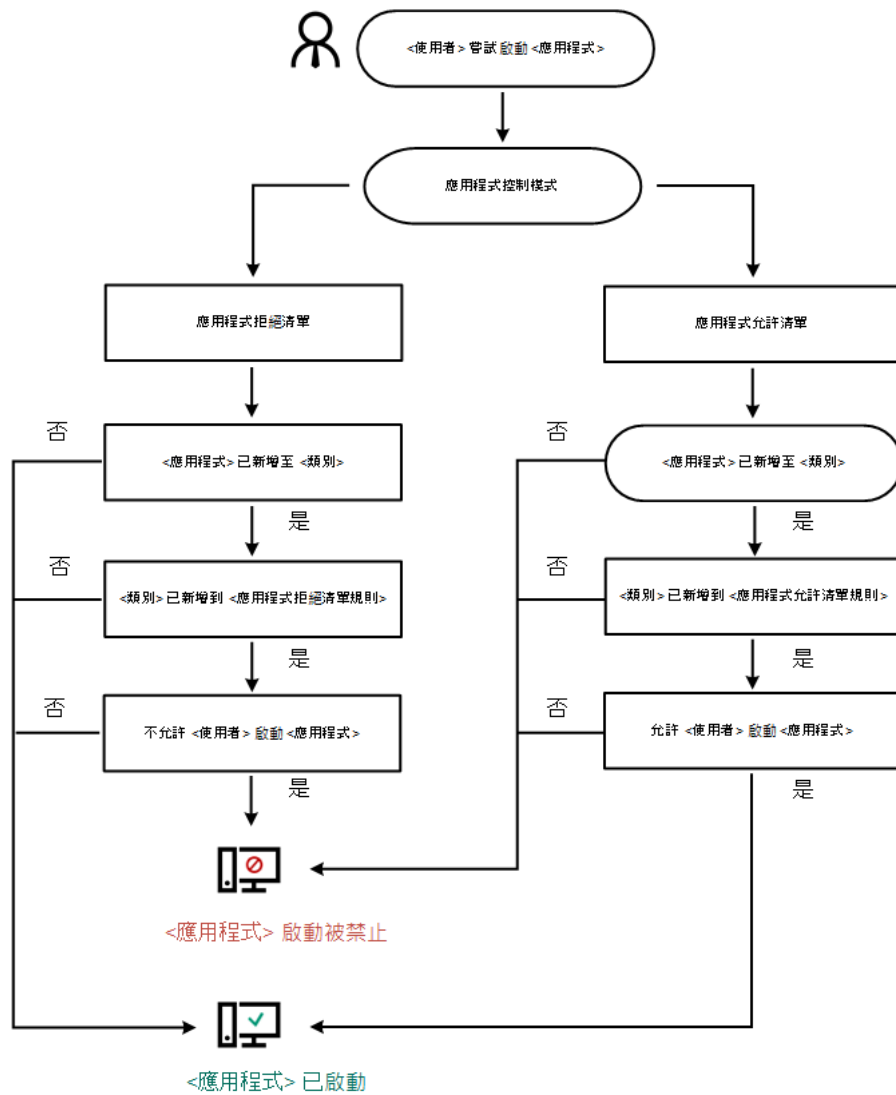 <使用者> 嘗試啟動 <應用程式>
應用程式控制模式
應用程式拒絕清單
應用程式允許清單
否
<應用程式> 已新增至 <類別>
否
<應用程式> 已新增至 <類別>
是
是
否
<類別> 已新增到 <應用程式拒絕清單規則>
否
<類別> 已新增到 <應用程式允許清單規則>
是
是
否
不允許 <使用者> 啟動 <應用程式>
否
允許 <使用者> 啟動 <應用程式>
是
是
<應用程式> 啟動被禁止
<應用程式> 已啟動